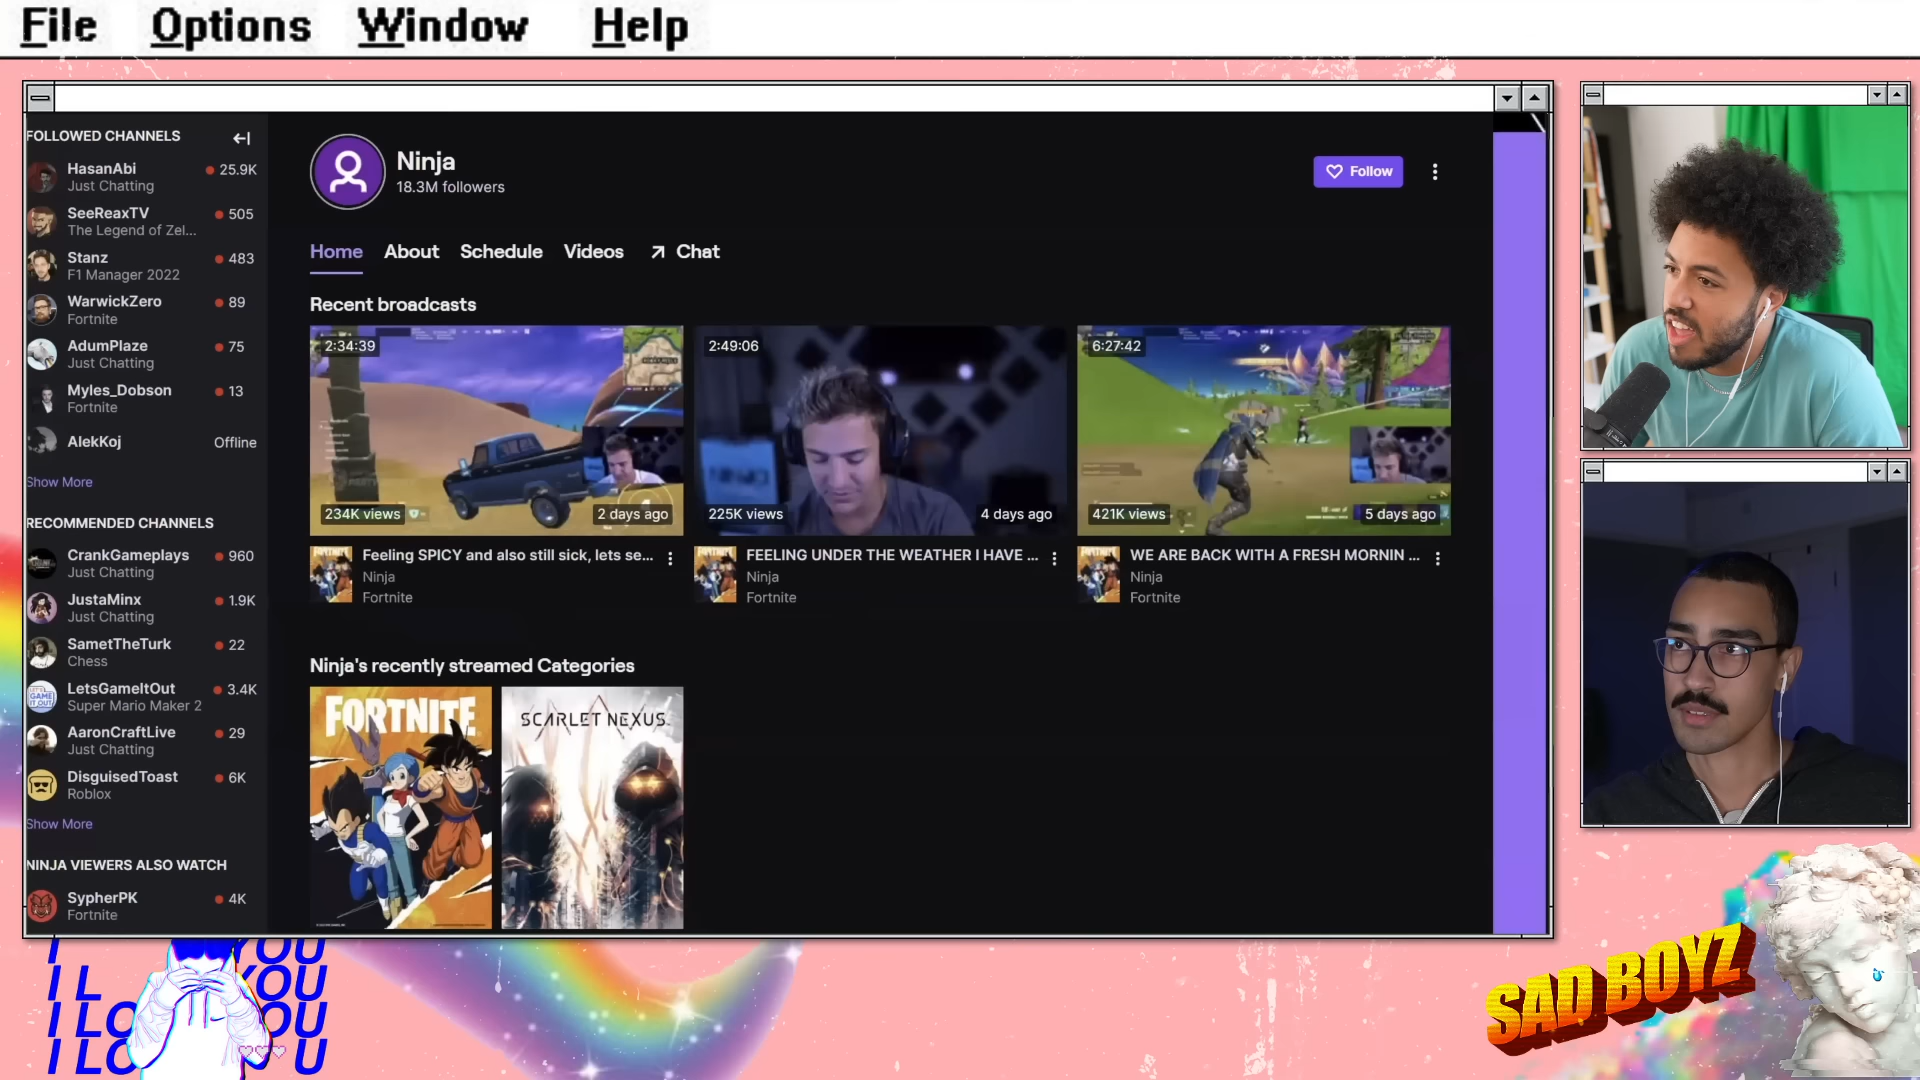 File Options Window Help
FOLLOWED CHANNELS
HasanAbi 25.9K
Just Chatting
SeeReaxTV 505
The Legend of Zel...
Stanz 483
F1 Manager 2022
WarwickZero 89
Fortnite
AdumPlaze 75
Just Chatting
Myles_Dobson 13
Fortnite
AlekKoj Offline
Show More
RECOMMENDED CHANNELS
CrankGameplays 960
Just Chatting
JustaMinx 1.9K
Just Chatting
SametTheTurk 22
Chess
LetsGameItOut 3.4K
Super Mario Maker 2
AaronCraftLive 29
Just Chatting
DisguisedToast 6K
Roblox
Show More
NINJA VIEWERS ALSO WATCH
SypherPK 4K
Fortnite
Ninja
18.3M followers
Follow
Home About Schedule Videos Chat
Recent broadcasts
2:34:39
234K views 2 days ago
Feeling SPICY and also still sick, lets se...
Ninja
Fortnite
2:49:06
225K views 4 days ago
FEELING UNDER THE WEATHER I HAVE ...
Ninja
Fortnite
6:27:42
421K views 5 days ago
WE ARE BACK WITH A FRESH MORNIN ...
Ninja
Fortnite
Ninja's recently streamed Categories
FORTNITE
SCARLET NEXUS
I YOU
I L OU
I LO OU
I LO U
SAD BOYZ